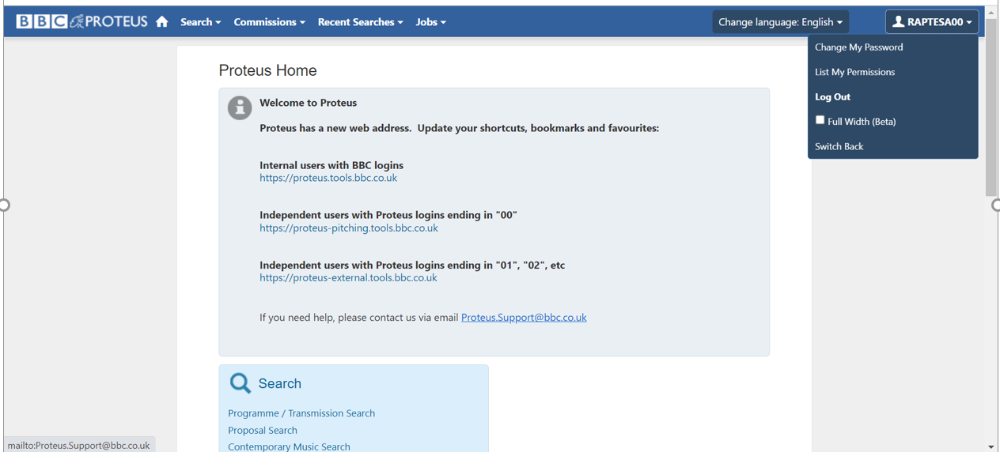 BBC PROTEUS Search Commissions Recent Searches Jobs Change language: English RAPTESA00
Change My Password
List My Permissions
Log Out
Full Width (Beta)
Switch Back
Proteus Home
Welcome to Proteus
Proteus has a new web address. Update your shortcuts, bookmarks and favourites:
Internal users with BBC logins
https://proteus.tools.bbc.co.uk
Independent users with Proteus logins ending in "00"
https://proteus-pitching.tools.bbc.co.uk
Independent users with Proteus logins ending in "01", "02", etc
https://proteus-external.tools.bbc.co.uk
If you need help, please contact us via email Proteus.Support@bbc.co.uk
Search
Programme / Transmission Search
Proposal Search
Contemporary Music Search
mailto:Proteus.Support@bbc.co.uk